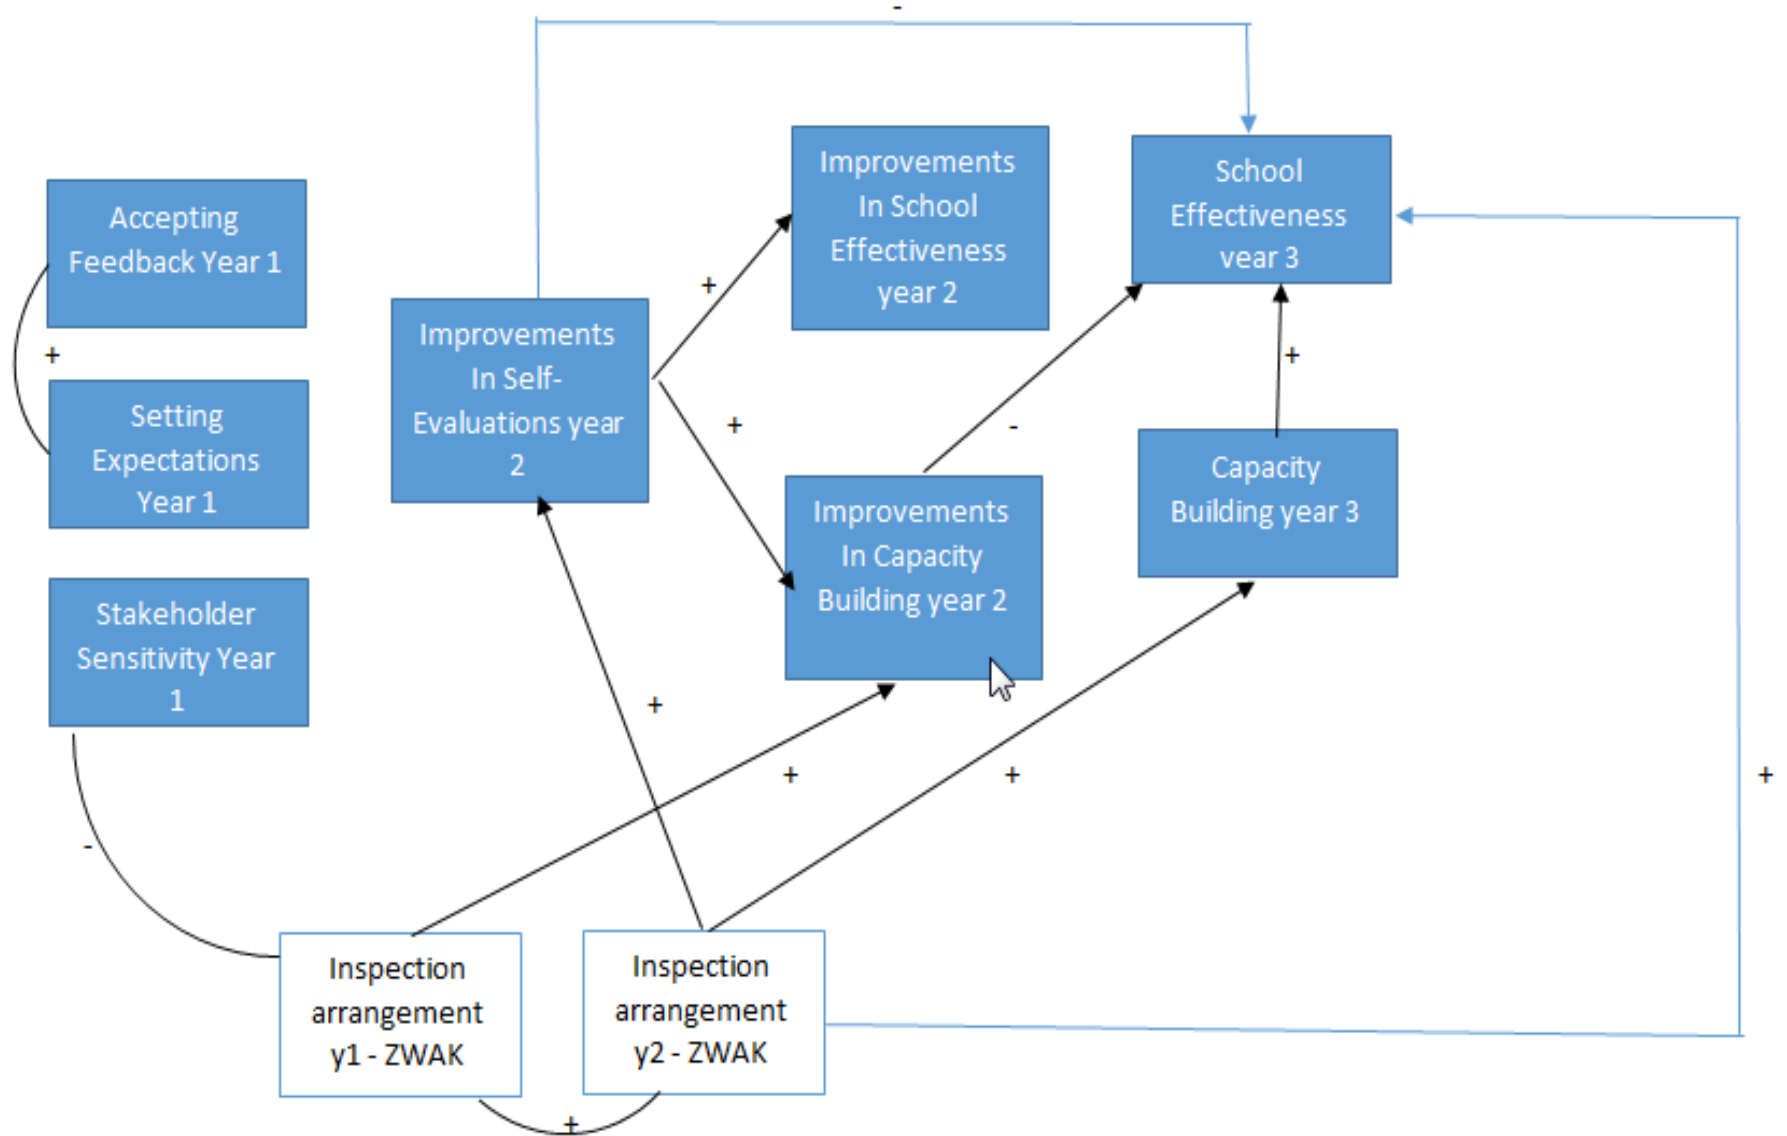 -
Accepting
Feedback Year 1
+
Setting
Expectations
Year 1
Stakeholder
Sensitivity Year
1
-
Improvements
In Self-
Evaluations year
2
+
+
Improvements
In School
Effectiveness
year 2
Improvements
In Capacity
Building year 2
-
School
Effectiveness
vear 3
+
Capacity
Building year 3
+
+
+
+
Inspection
arrangement
y1 - ZWAK
Inspection
arrangement
y2 - ZWAK
+